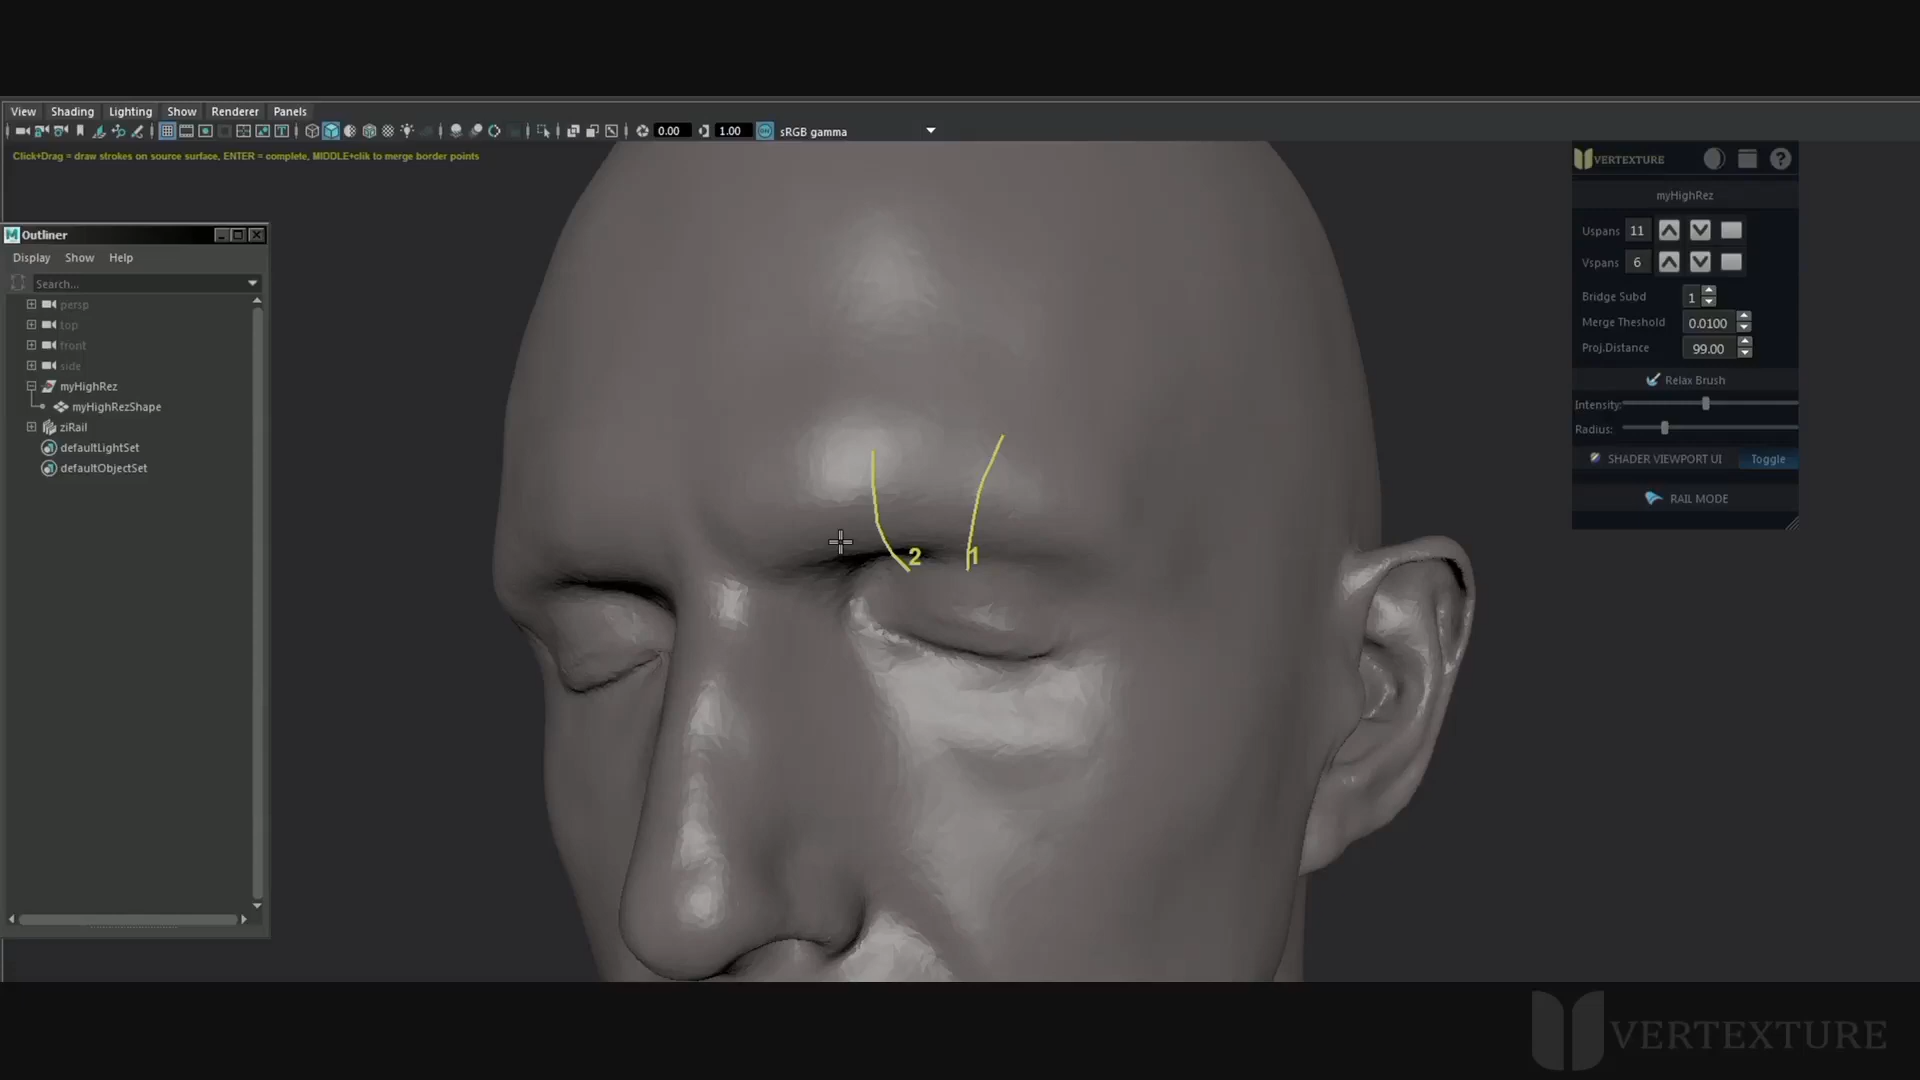 View Shading Lighting Show Renderer Panels
0.00 1.00 sRGB gamma
Click+Drag = draw strokes on source surface, ENTER = complete, MIDDLE+clik to merge border points
VERTEXTURE ?
myHighRez
Uspans 11
Vspans 6
Bridge Subd 1
Merge Theshold 0.0100
Proj.Distance 99.00
Relax Brush
Intensity:
Radius:
SHADER VIEWPORT UI Toggle
RAIL MODE
M Outliner
Display Show Help
Search...
persp
top
front
side
myHighRez
myHighRezShape
ziRail
defaultLightSet
defaultObjectSet
2 1
VERTEXTURE